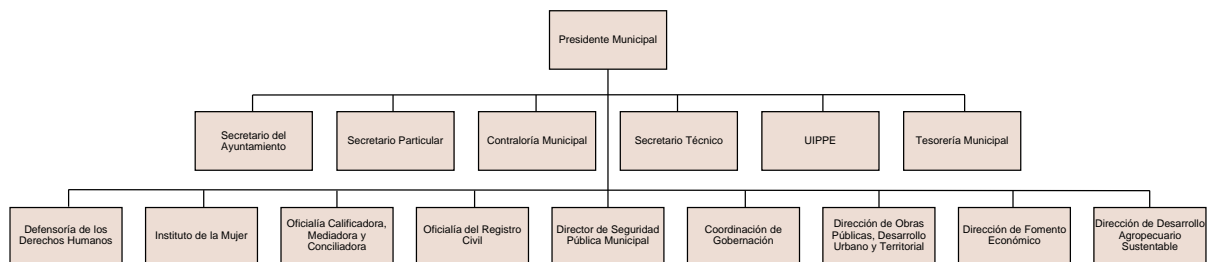 Presidente Municipal
Secretario del
Ayuntamiento
Secretario Particular
Contraloría Municipal
Secretario Técnico
UIPPE
Tesorería Municipal
Defensoría de los
Derechos Humanos
Instituto de la Mujer
Oficialía Calificadora,
Mediadora y
Conciliadora
Oficialía del Registro
Civil
Director de Seguridad
Pública Municipal
Coordinación de
Gobernación
Dirección de Obras
Públicas, Desarrollo
Urbano y Territorial
Dirección de Fomento
Económico
Dirección de Desarrollo
Agropecuario
Sustentable